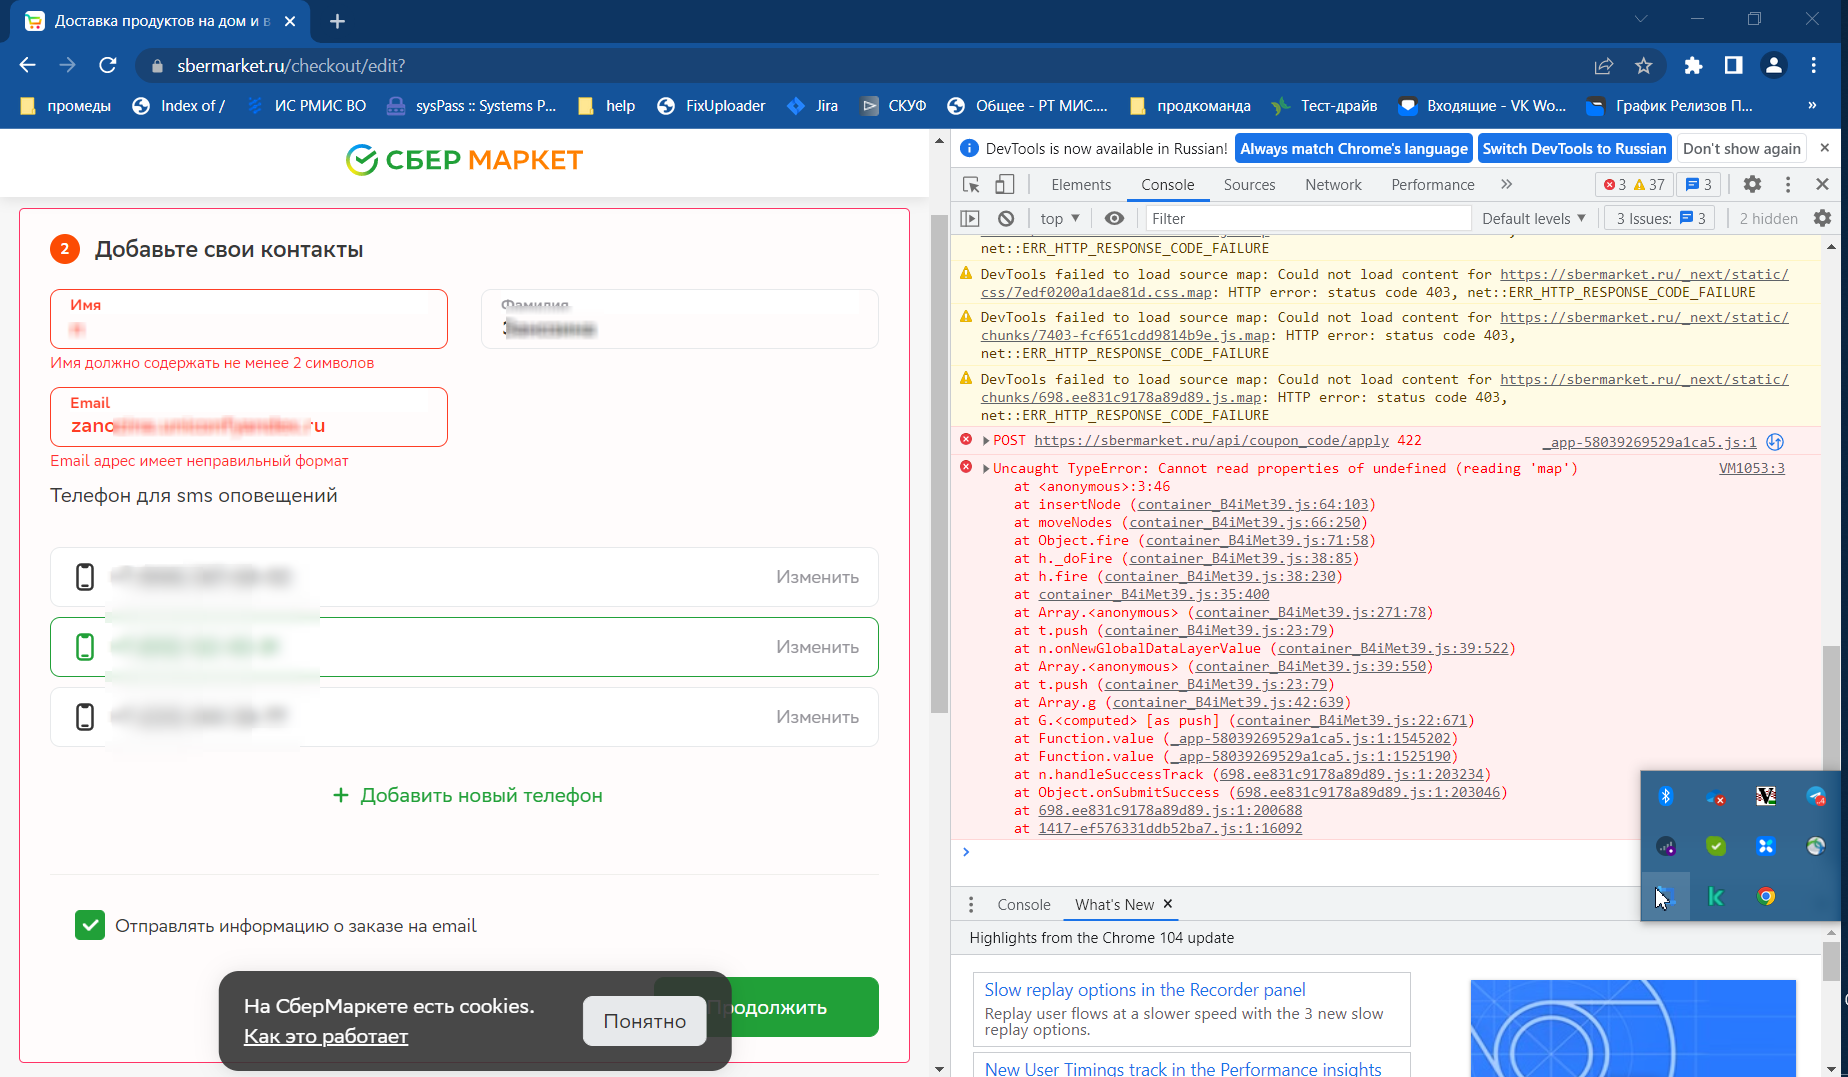 Доставка продуктов на дом и в
sbermarket.ru/checkout/edit?
промеды
Index of /
ИС РМИС ВО
sysPass :: Systems P...
help
FixUploader
Jira
СКУФ
Общее - РТ МИС....
продкоманда
Тест-драйв
Входящие - VK Wo...
График Релизов П...
»
СБЕР МАРКЕТ
2 Добавьте свои контакты
Имя
Имя должно содержать не менее 2 символов
Фамилия
Email
Email адрес имеет неправильный формат
Телефон для sms оповещений
Изменить
Изменить
Изменить
+ Добавить новый телефон
Отправлять информацию о заказе на email
На СберМаркете есть cookies.
Как это работает
Понятно
Продолжить
DevTools is now available in Russian!
Always match Chrome's language
Switch DevTools to Russian
Don't show again
Elements
Console
Sources
Network
Performance
»
3
37
3
top
Filter
Default levels
3 Issues: 3
2 hidden
net::ERR_HTTP_RESPONSE_CODE_FAILURE
DevTools failed to load source map: Could not load content for https://sbermarket.ru/_next/static/
css/7edf0200a1dae81d.css.map: HTTP error: status code 403, net::ERR_HTTP_RESPONSE_CODE_FAILURE
DevTools failed to load source map: Could not load content for https://sbermarket.ru/_next/static/
chunks/7403-fcf651cdd9814b9e.js.map: HTTP error: status code 403,
net::ERR_HTTP_RESPONSE_CODE_FAILURE
DevTools failed to load source map: Could not load content for https://sbermarket.ru/_next/static/
chunks/698.ee831c9178a89d89.js.map: HTTP error: status code 403,
net::ERR_HTTP_RESPONSE_CODE_FAILURE
POST https://sbermarket.ru/api/coupon_code/apply 422
_app-58039269529a1ca5.js:1
Uncaught TypeError: Cannot read properties of undefined (reading 'map')
VM1053:3
at <anonymous>:3:46
at insertNode (container_B4iMet39.js:64:103)
at moveNodes (container_B4iMet39.js:66:250)
at Object.fire (container_B4iMet39.js:71:58)
at h._doFire (container_B4iMet39.js:38:85)
at h.fire (container_B4iMet39.js:38:230)
at container_B4iMet39.js:35:400
at Array.<anonymous> (container_B4iMet39.js:271:78)
at t.push (container_B4iMet39.js:23:79)
at n.onNewGlobalDataLayerValue (container_B4iMet39.js:39:522)
at Array.<anonymous> (container_B4iMet39.js:39:550)
at t.push (container_B4iMet39.js:23:79)
at Array.g (container_B4iMet39.js:42:639)
at G.<computed> [as push] (container_B4iMet39.js:22:671)
at Function.value (_app-58039269529a1ca5.js:1:1545202)
at Function.value (_app-58039269529a1ca5.js:1:1525190)
at n.handleSuccessTrack (698.ee831c9178a89d89.js:1:203234)
at Object.onSubmitSuccess (698.ee831c9178a89d89.js:1:203046)
at 698.ee831c9178a89d89.js:1:200688
at 1417-ef576331ddb52ba7.js:1:16092
Console
What's New
Highlights from the Chrome 104 update
Slow replay options in the Recorder panel
Replay user flows at a slower speed with the 3 new slow
replay options.
New User Timings track in the Performance insights